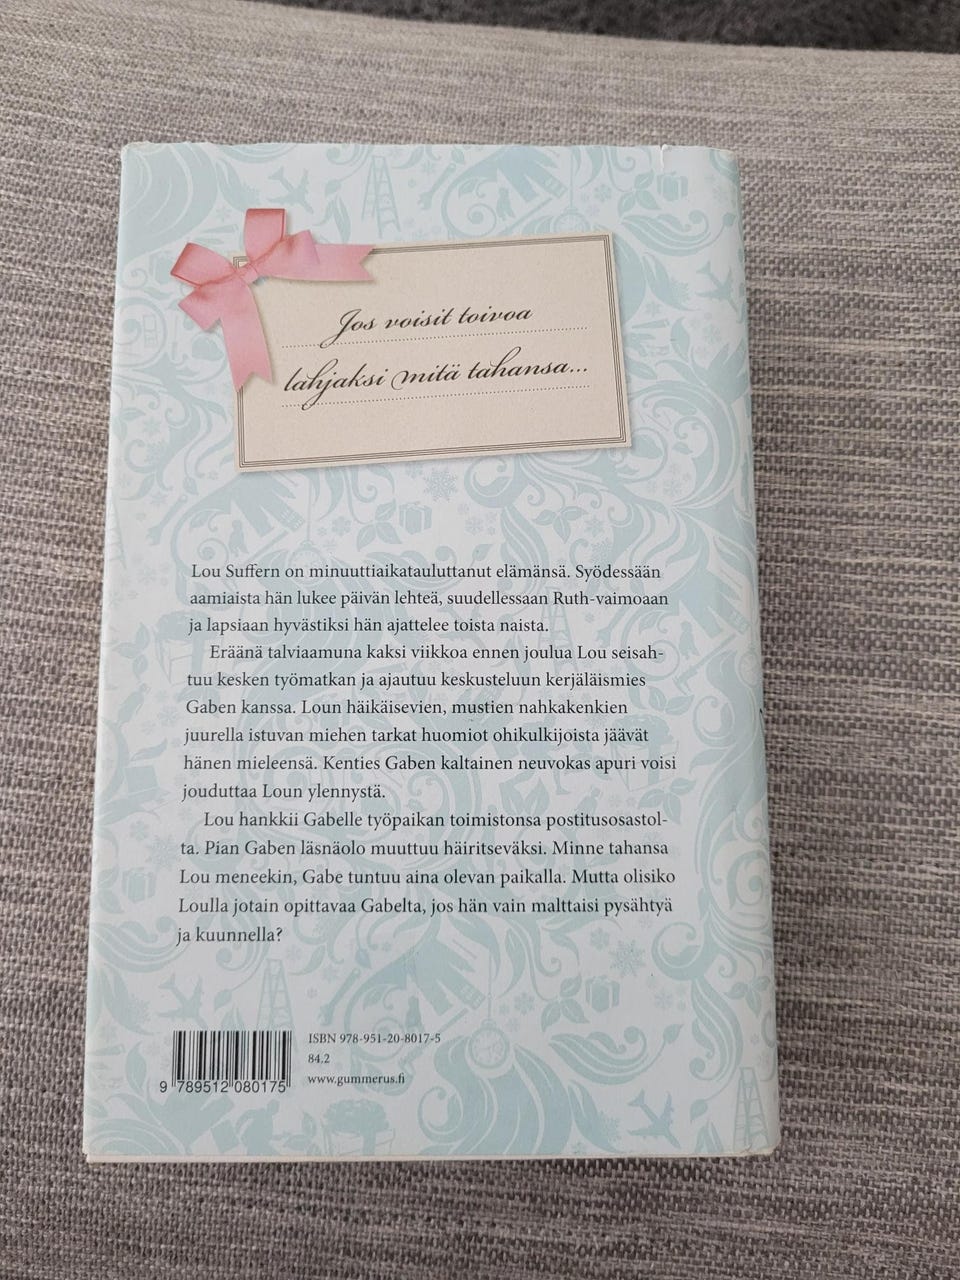 Jos voisit toivoa
lahjaksi mitä tahansa...
Lou Suffern on minuuttiaikatauluttanut elämänsä. Syödessään
aamiaista hän lukee päivän lehteä, suudellessaan Ruth-vaimoaan
ja lapsiaan hyvästiksi hän ajattelee toista naista.
Eräänä talviaamuna kaksi viikkoa ennen joulua Lou seisah-
tuu kesken työmatkan ja ajautuu keskusteluun kerjäläismies
Gaben kanssa. Loun häikäisevien, mustien nahkakenkien
juurella istuvan miehen tarkat huomiot ohikulkijoista jäävät
hänen mieleensä. Kenties Gaben kaltainen neuvokas apuri voisi
jouduttaa Loun ylennystä.
Lou hankkii Gabelle työpaikan toimistonsa postitusosastol-
ta. Pian Gaben läsnäolo muuttuu häiritseväksi. Minne tahansa
Lou meneekin, Gabe tuntuu aina olevan paikalla. Mutta olisiko
Loulla jotain opittavaa Gabelta, jos hän vain malttaisi pysähtyä
ja kuunnella?
ISBN 978-951-20-8017-5
84.2
www.gummerus.fi
9 789512 080175